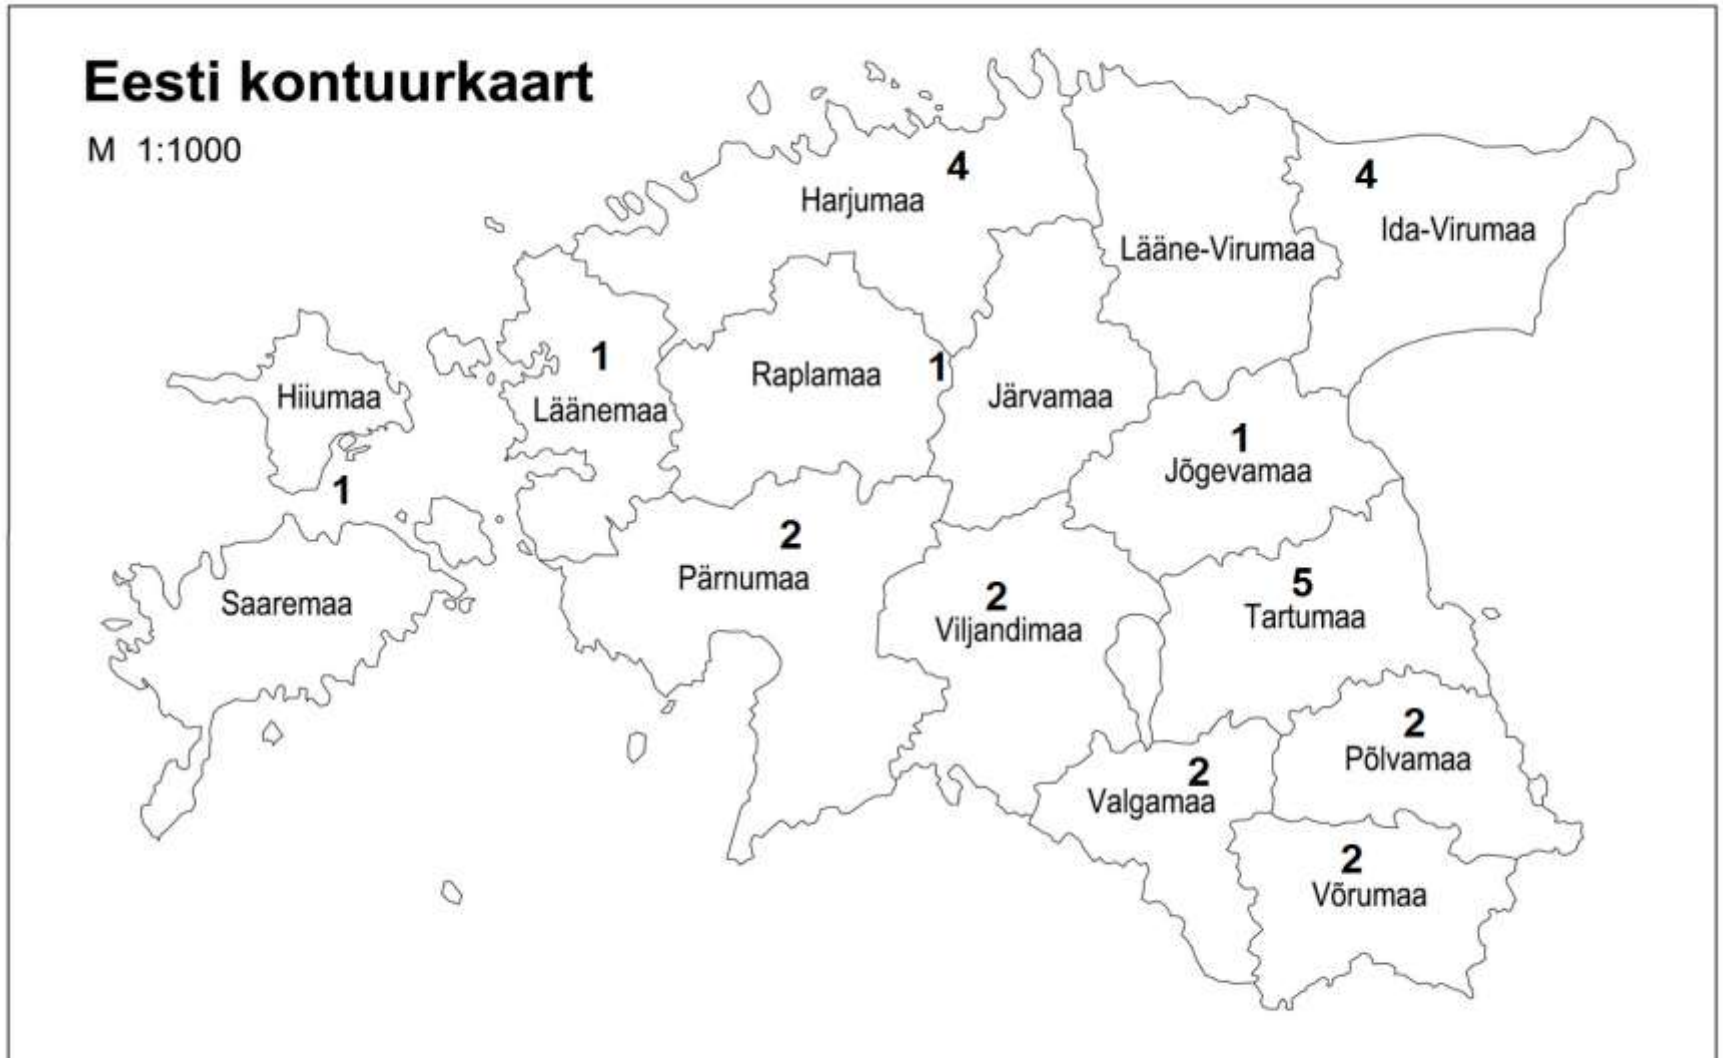 Eesti kontuurkaart
M 1:1000
4
Harjumaa
4
Ida-Virumaa
Lääne-Virumaa
1
Läänemaa
Raplamaa
1
Järvamaa
Hiiumaa
1
Jõgevamaa
1
Saaremaa
2
Pärnumaa
2
Viljandimaa
5
Tartumaa
2
Põlvamaa
2
Valgamaa
2
Võrumaa